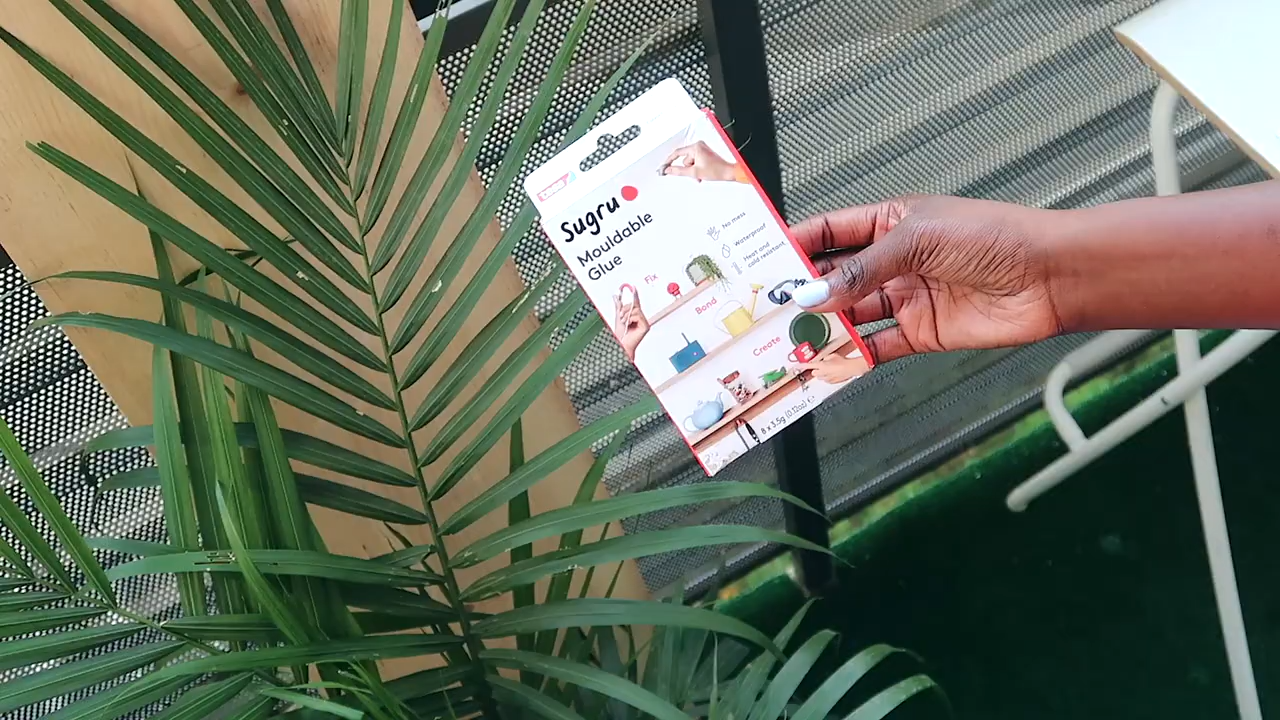 Sugru
Mouldable
Glue
No mess
Waterproof
Heat and
cold resistant
Fix
Bond
Create
8 x 3.5g (0.12oz) e